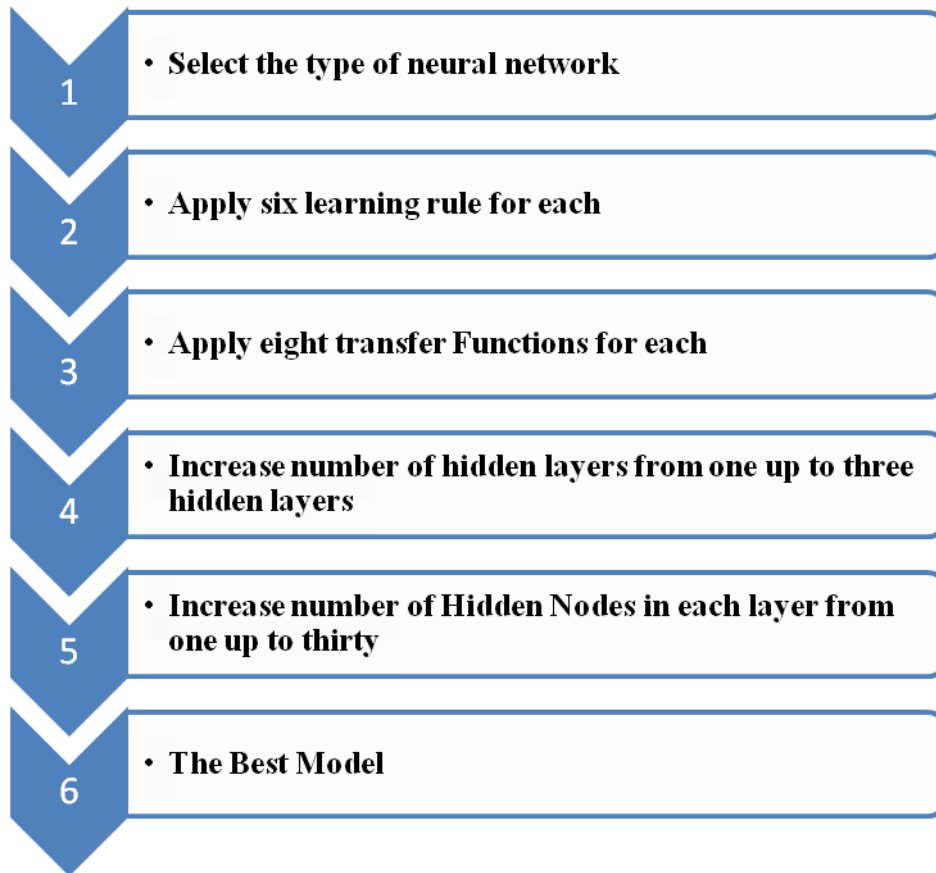 1
• Select the type of neural network
2
• Apply six learning rule for each
3
• Apply eight transfer Functions for each
4
• Increase number of hidden layers from one up to three
hidden layers
5
• Increase number of Hidden Nodes in each layer from
one up to thirty
6
• The Best Model